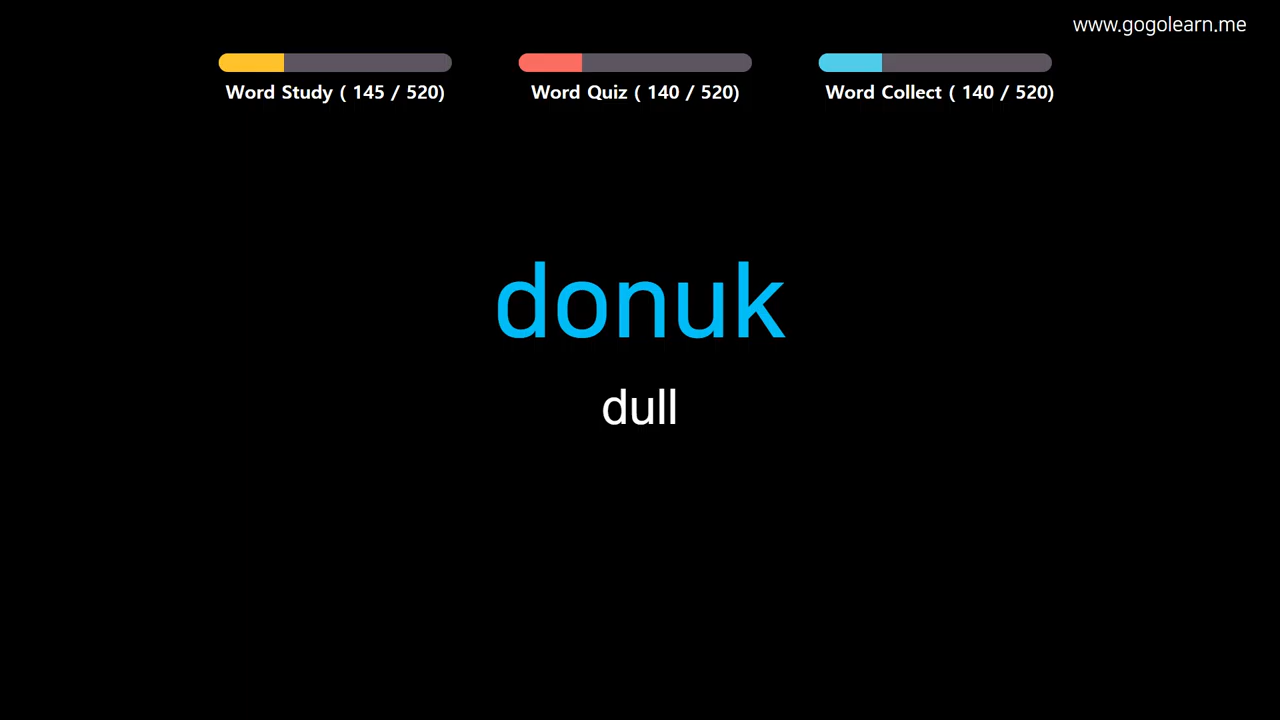 www.gogolearn.me
Word Study ( 145 / 520)
Word Quiz ( 140 / 520)
Word Collect ( 140 / 520)
donuk
dull